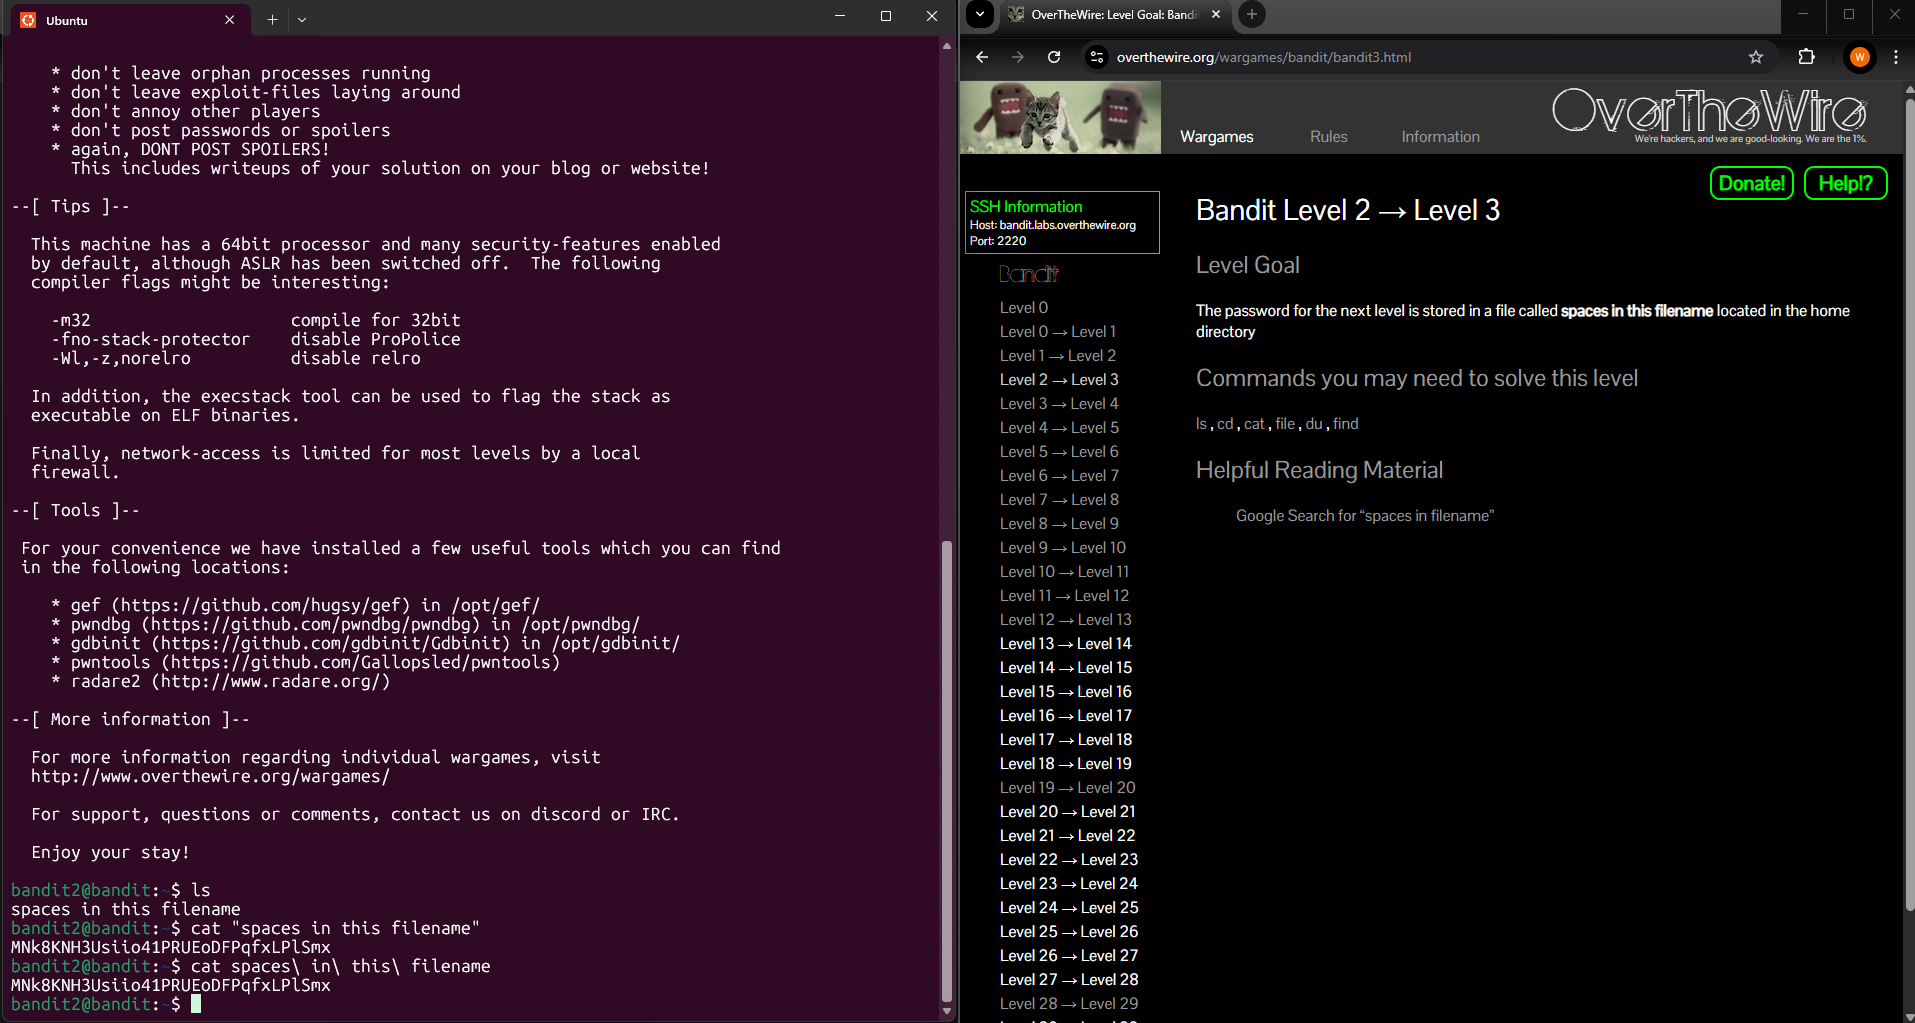 Ubuntu
* don't leave orphan processes running
* don't leave exploit-files laying around
* don't annoy other players
* don't post passwords or spoilers
* again, DONT POST SPOILERS!
This includes writeups of your solution on your blog or website!
--[ Tips ]--
This machine has a 64bit processor and many security-features enabled
by default, although ASLR has been switched off.  The following
compiler flags might be interesting:
-m32                    compile for 32bit
-fno-stack-protector    disable ProPolice
-Wl,-z,norelro          disable relro
In addition, the execstack tool can be used to flag the stack as
executable on ELF binaries.
Finally, network-access is limited for most levels by a local
firewall.
--[ Tools ]--
For your convenience we have installed a few useful tools which you can find
in the following locations:
* gef (https://github.com/hugsy/gef) in /opt/gef/
* pwndbg (https://github.com/pwndbg/pwndbg) in /opt/pwndbg/
* gdbinit (https://github.com/gdbinit/Gdbinit) in /opt/gdbinit/
* pwntools (https://github.com/Gallopsled/pwntools)
* radare2 (http://www.radare.org/)
--[ More information ]--
For more information regarding individual wargames, visit
http://www.overthewire.org/wargames/
For support, questions or comments, contact us on discord or IRC.
Enjoy your stay!
bandit2@bandit:~$ ls
spaces in this filename
bandit2@bandit:~$ cat "spaces in this filename"
MNk8KNH3Usiio41PRUEoDFPqfxLPlSmx
bandit2@bandit:~$ cat spaces\ in\ this\ filename
MNk8KNH3Usiio41PRUEoDFPqfxLPlSmx
bandit2@bandit:~$
OverTheWire: Level Goal: Bandi
overthewire.org/wargames/bandit/bandit3.html
W
Wargames
Rules
Information
OverTheWire
We're hackers, and we are good-looking. We are the 1%.
Donate!
Help!?
SSH Information
Host: bandit.labs.overthewire.org
Port: 2220
Bandit
Level 0
Level 0 → Level 1
Level 1 → Level 2
Level 2 → Level 3
Level 3 → Level 4
Level 4 → Level 5
Level 5 → Level 6
Level 6 → Level 7
Level 7 → Level 8
Level 8 → Level 9
Level 9 → Level 10
Level 10 → Level 11
Level 11 → Level 12
Level 12 → Level 13
Level 13 → Level 14
Level 14 → Level 15
Level 15 → Level 16
Level 16 → Level 17
Level 17 → Level 18
Level 18 → Level 19
Level 19 → Level 20
Level 20 → Level 21
Level 21 → Level 22
Level 22 → Level 23
Level 23 → Level 24
Level 24 → Level 25
Level 25 → Level 26
Level 26 → Level 27
Level 27 → Level 28
Level 28 → Level 29
Bandit Level 2 → Level 3
Level Goal
The password for the next level is stored in a file called spaces in this filename located in the home
directory
Commands you may need to solve this level
ls , cd , cat , file , du , find
Helpful Reading Material
Google Search for “spaces in filename”